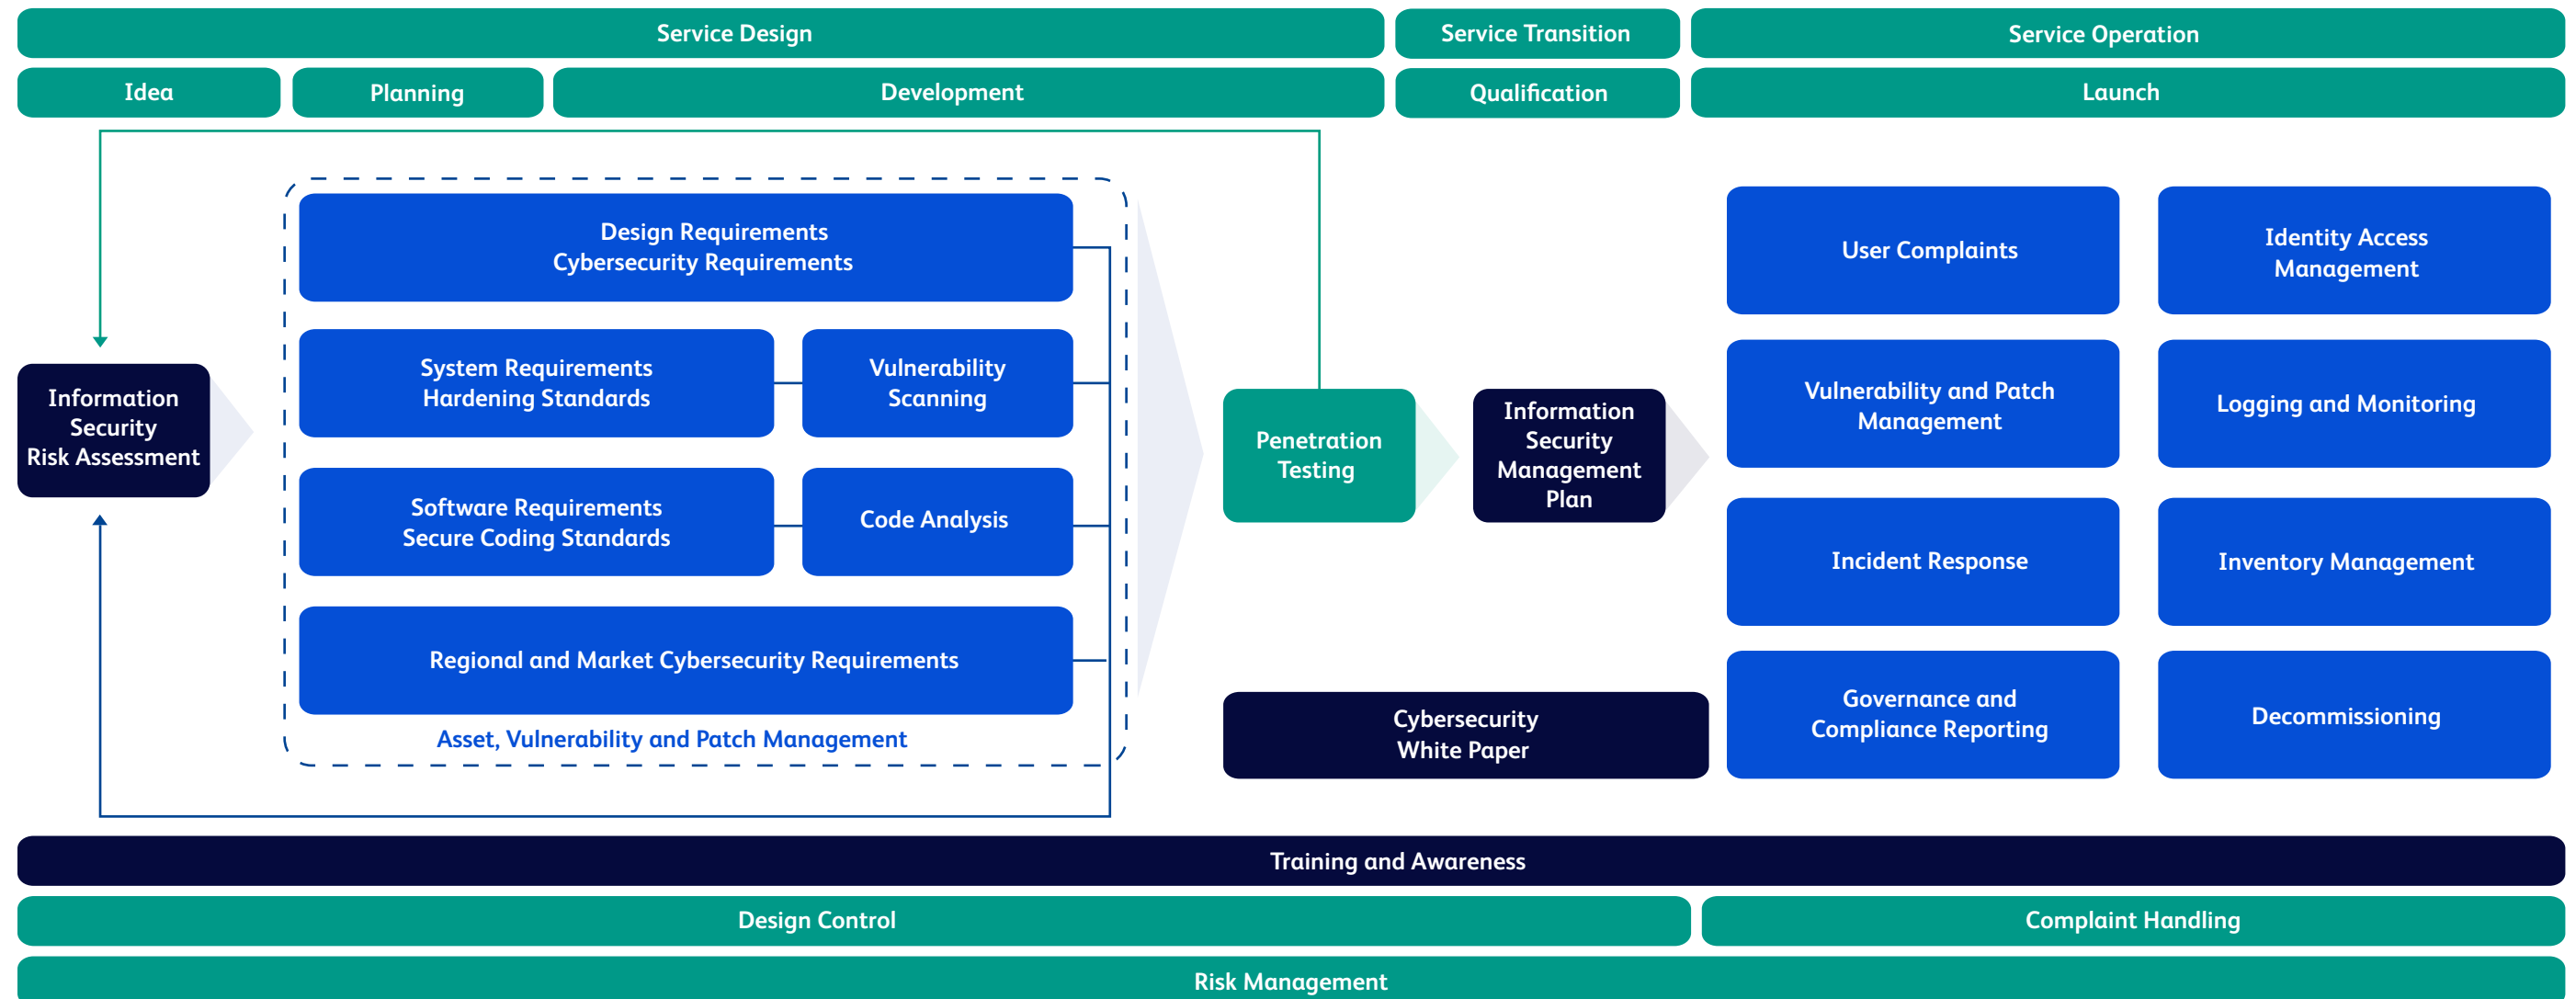 Service Design
Service Transition
Service Operation
Idea
Planning
Development
Qualification
Launch
Information
Security
Risk Assessment
Design Requirements
Cybersecurity Requirements
System Requirements
Hardening Standards
Vulnerability
Scanning
Software Requirements
Secure Coding Standards
Code Analysis
Regional and Market Cybersecurity Requirements
Asset, Vulnerability and Patch Management
Penetration
Testing
Information
Security
Management
Plan
Cybersecurity
White Paper
User Complaints
Identity Access
Management
Vulnerability and Patch
Management
Logging and Monitoring
Incident Response
Inventory Management
Governance and
Compliance Reporting
Decommissioning
Training and Awareness
Design Control
Complaint Handling
Risk Management